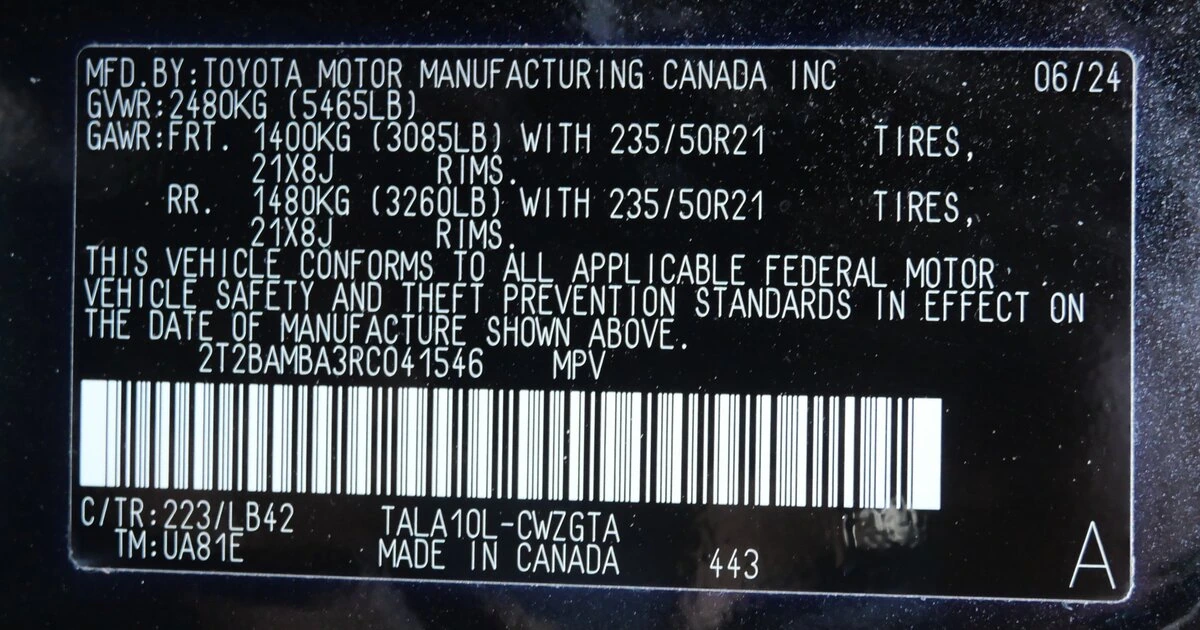 MFD.BY:TOYOTA MOTOR MANUFACTURING CANADA INC 06/24
GVWR:2480KG (5465LB)
GAWR:FRT. 1400KG (3085LB) WITH 235/50R21 TIRES,
21X8J RIMS.
RR. 1480KG (3260LB) WITH 235/50R21 TIRES,
21X8J RIMS.
THIS VEHICLE CONFORMS TO ALL APPLICABLE FEDERAL MOTOR
VEHICLE SAFETY AND THEFT PREVENTION STANDARDS IN EFFECT ON
THE DATE OF MANUFACTURE SHOWN ABOVE.
2T2BAMBA3RC041546 MPV
C/TR:223/LB42 TALA10L-CWZGTA
TM:UA81E MADE IN CANADA 443 A